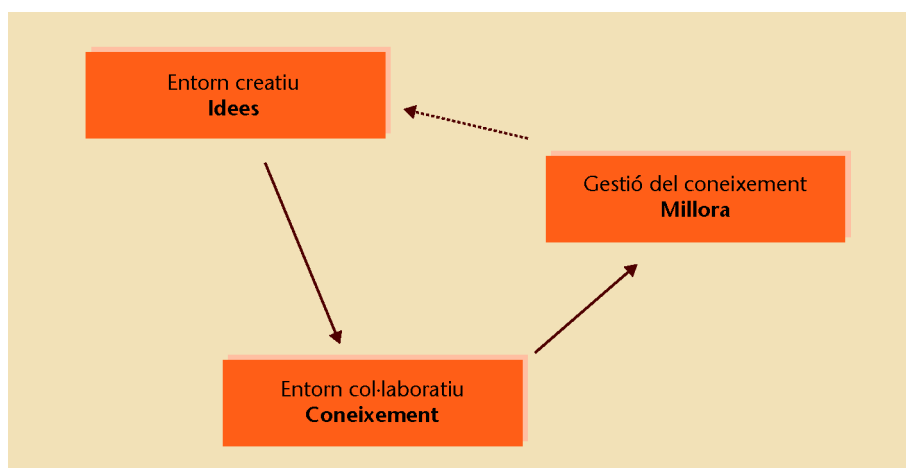 Entorn creatiu
Idees
Gestió del coneixement
Millora
Entorn col·laboratiu
Coneixement